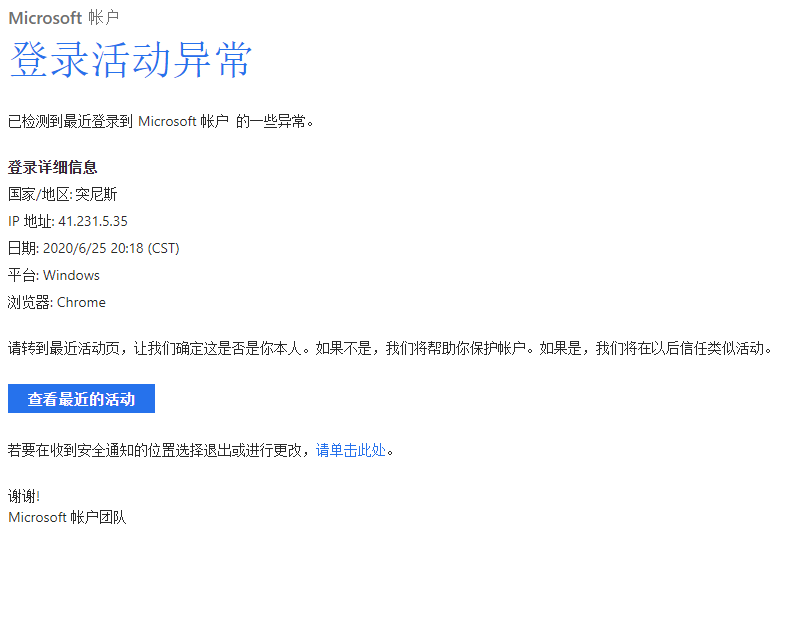 Microsoft 帐户
登录活动异常
已检测到最近登录到 Microsoft 帐户 的一些异常。
登录详细信息
国家/地区: 突尼斯
IP 地址: 41.231.5.35
日期: 2020/6/25 20:18 (CST)
平台: Windows
浏览器: Chrome
请转到最近活动页，让我们确定这是否是你本人。如果不是，我们将帮助你保护帐户。如果是，我们将在以后信任类似活动。
查看最近的活动
若要在收到安全通知的位置选择退出或进行更改，请单击此处。
谢谢!
Microsoft 帐户团队